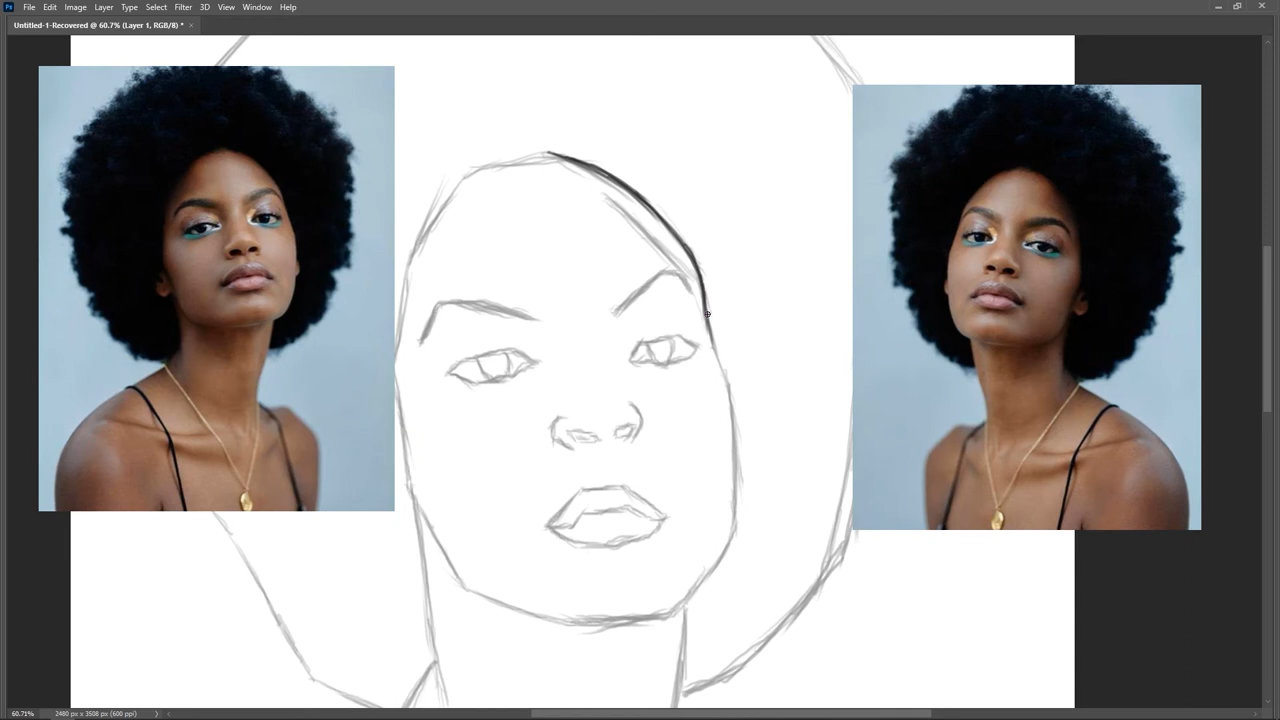 Ps File Edit Image Layer Type Select Filter 3D View Window Help
Untitled-1-Recovered @ 60.7% (Layer 1, RGB/8) *
60.71% 2480 px x 3508 px (600 ppi)